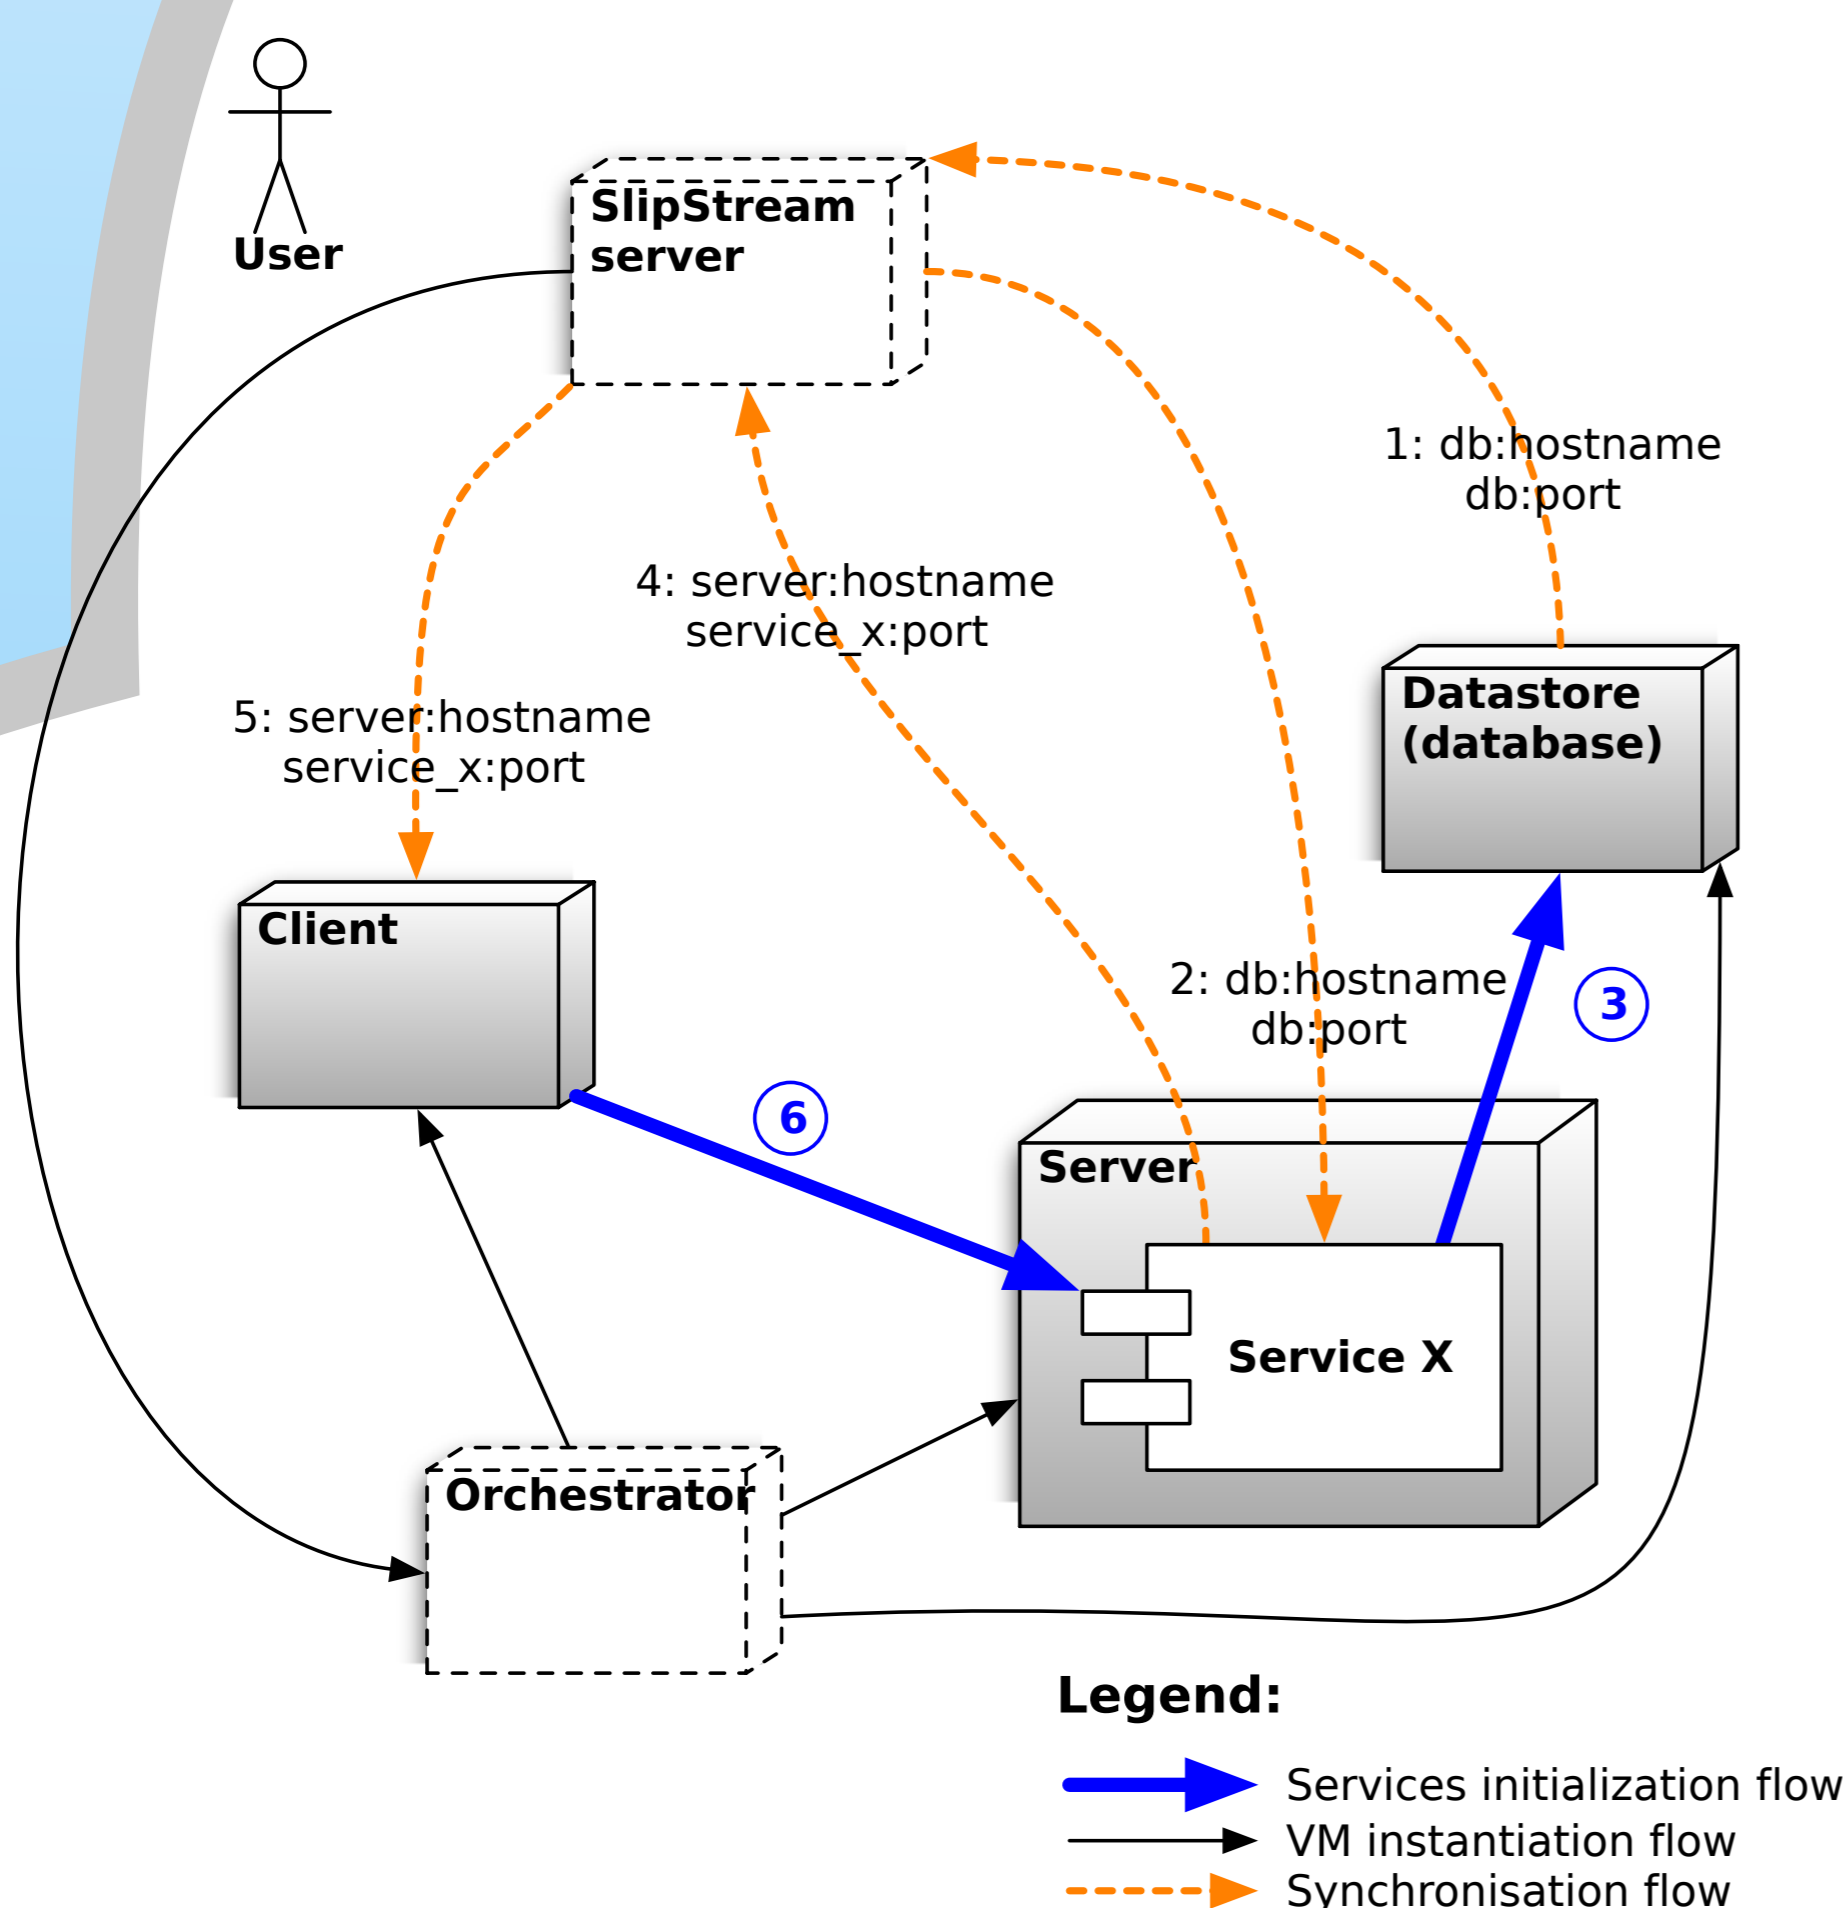 User
SlipStream
server
1: db:hostname
db:port
4: server:hostname
service_x:port
5: server:hostname
service_x:port
Datastore
(database)
Client
2: db:hostname
db:port
3
6
Server
Service X
Orchestrator
Legend:
Services initialization flow
VM instantiation flow
Synchronisation flow